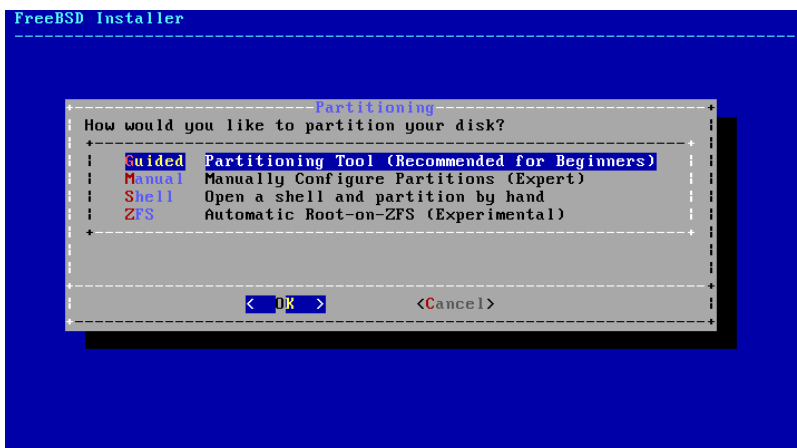 FreeBSD Installer
Partitioning
How would you like to partition your disk?
Guided Partitioning Tool (Recommended for Beginners)
Manual Manually Configure Partitions (Expert)
Shell Open a shell and partition by hand
ZFS Automatic Root-on-ZFS (Experimental)
< OK > <Cancel>